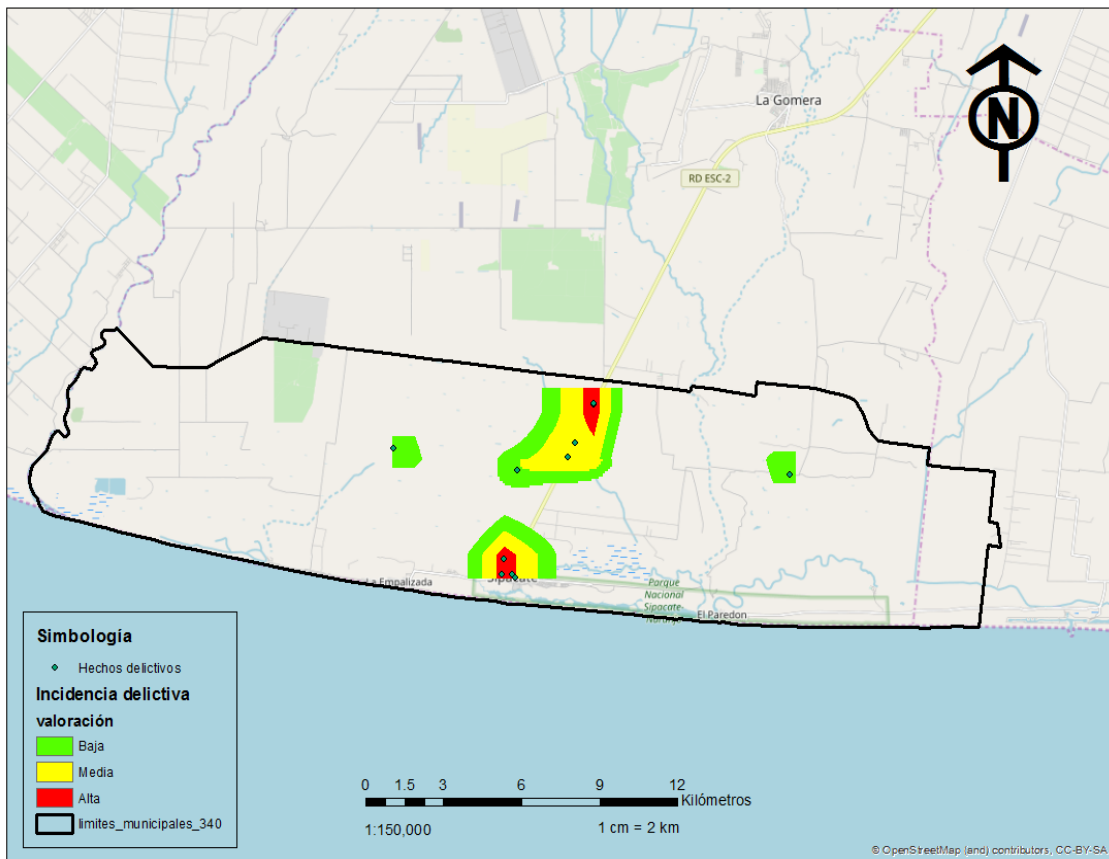 La Gomera
N
RD ESC-2
La Empalizada
Sipacate
Parque
Nacional
Sipacate-
El Paredon
Simbología
Hechos delictivos
Incidencia delictiva
valoración
Baja
Media
Alta
limites_municipales_340
0 1.5 3 6 9 12
Kilómetros
1:150,000 1 cm = 2 km
© OpenStreetMap (and) contributors, CC-BY-SA